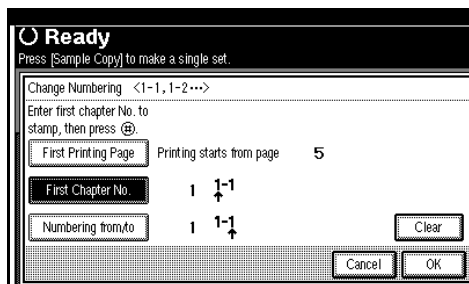 Ready
Press [Sample Copy] to make a single set.
Change Numbering <1-1,1-2···>
Enter first chapter No. to
stamp, then press (#).
First Printing Page Printing starts from page 5
First Chapter No. 1 1-1
Numbering from/to 1 1-1 Clear
Cancel OK